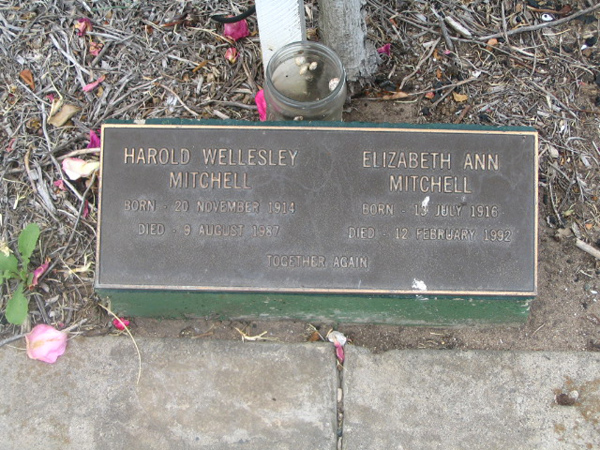 HAROLD WELLESLEY
MITCHELL
BORN - 20 NOVEMBER 1914
DIED - 9 AUGUST 1987
ELIZABETH ANN
MITCHELL
BORN - 13 JULY 1916
DIED - 12 FEBRUARY 1992
TOGETHER AGAIN